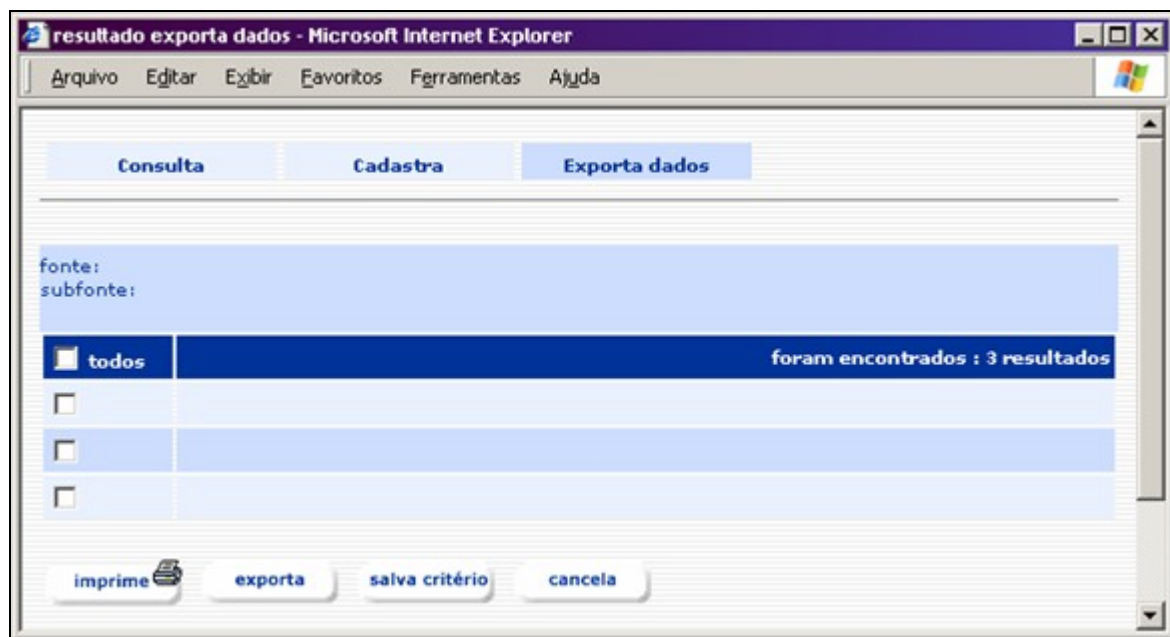 resultado exporta dados - Microsoft Internet Explorer
Arquivo Editar Exibir Favoritos Ferramentas Ajuda
Consulta Cadastra Exporta dados
fonte:
subfonte:
todos foram encontrados : 3 resultados
imprime exporta salva critério cancela